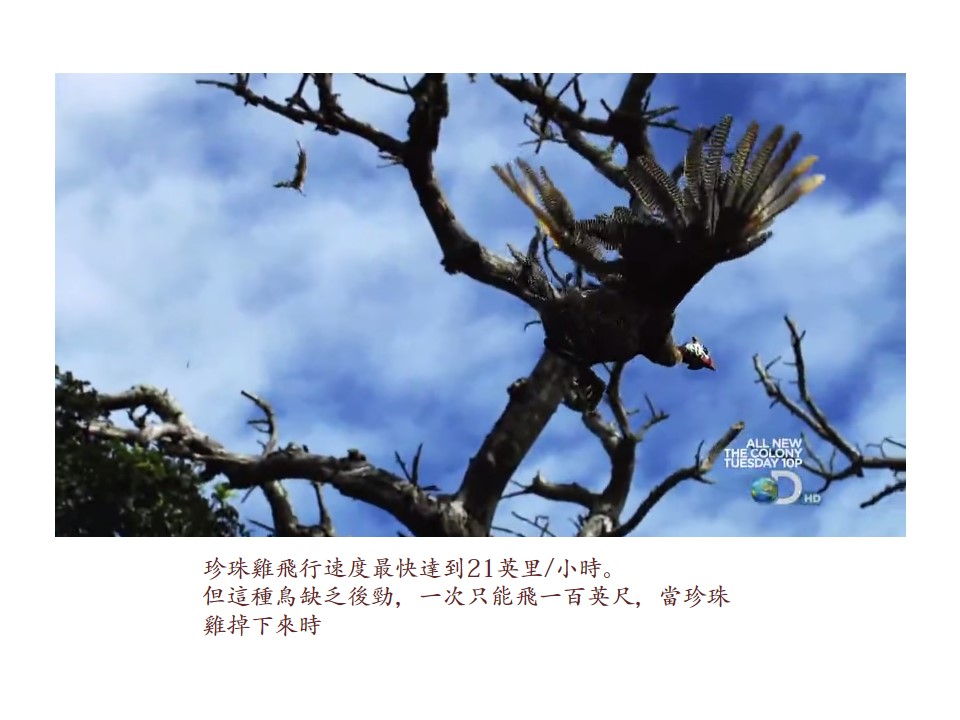 ALL NEW
THE COLONY
TUESDAY 10P
D HD
珍珠雞飛行速度最快達到21英里/小時。
但這種鳥缺乏後勁，一次只能飛一百英尺，當珍珠
雞掉下來時